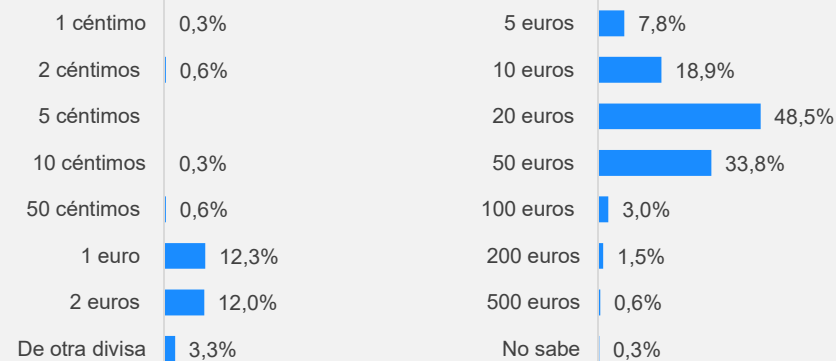 1 céntimo 0,3%
2 céntimos 0,6%
5 céntimos
10 céntimos 0,3%
50 céntimos 0,6%
1 euro 12,3%
2 euros 12,0%
De otra divisa 3,3%
5 euros 7,8%
10 euros 18,9%
20 euros 48,5%
50 euros 33,8%
100 euros 3,0%
200 euros 1,5%
500 euros 0,6%
No sabe 0,3%